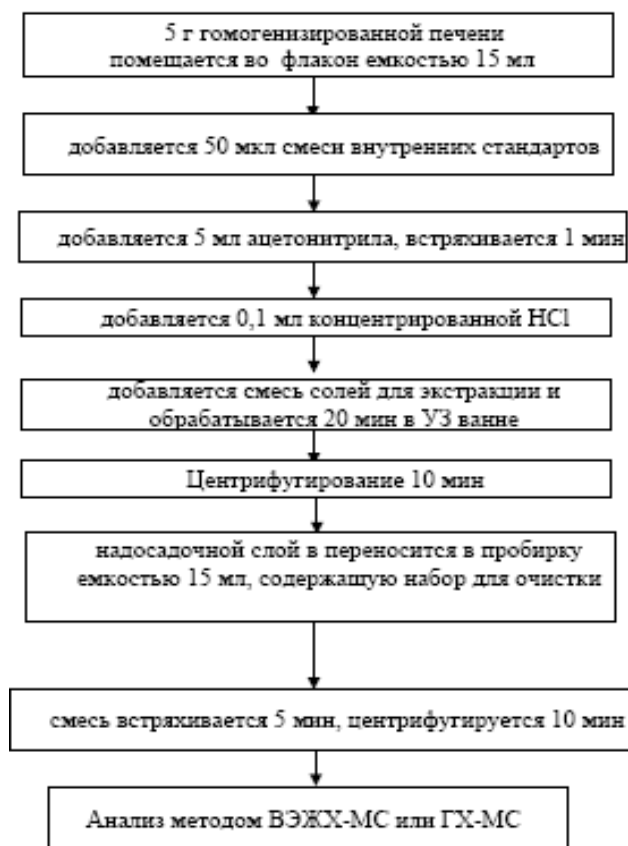 5 г гомогенизированной печени
помещается во флакон емкостью 15 мл
добавляется 50 мкл смеси внутренних стандартов
добавляется 5 мл ацетонитрила, встряхивается 1 мин
добавляется 0,1 мл концентрированной HCl
добавляется смесь солей для экстракции и
обрабатывается 20 мин в УЗ ванне
Центрифугирование 10 мин
надосадочной слой в переносится в пробирку
емкостью 15 мл, содержащую набор для очистки
смесь встряхивается 5 мин, центрифугируется 10 мин
Анализ методом ВЭЖХ-МС или ГХ-МС